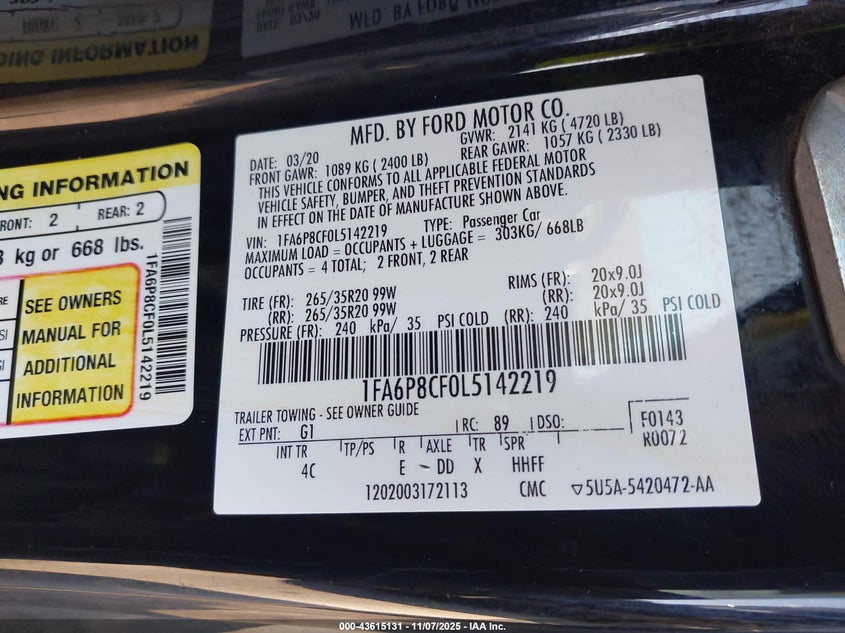 MFD. BY FORD MOTOR CO.
DATE: 03/20 GVWR: 2141 KG ( 4720 LB)
FRONT GAWR: 1089 KG ( 2400 LB) REAR GAWR: 1057 KG ( 2330 LB)
THIS VEHICLE CONFORMS TO ALL APPLICABLE FEDERAL MOTOR
VEHICLE SAFETY, BUMPER, AND THEFT PREVENTION STANDARDS
IN EFFECT ON THE DATE OF MANUFACTURE SHOWN ABOVE.
VIN: 1FA6P8CF0L5142219 TYPE: Passenger Car
MAXIMUM LOAD = OCCUPANTS + LUGGAGE = 303KG/ 668LB
OCCUPANTS = 4 TOTAL; 2 FRONT, 2 REAR
TIRE (FR): 265/35R20 99W RIMS (FR): 20x9.0J
(RR): 265/35R20 99W (RR): 20x9.0J
PRESSURE (FR): 240 kPa/ 35 PSI COLD (RR): 240 kPa/ 35 PSI COLD
1FA6P8CF0L5142219
TRAILER TOWING - SEE OWNER GUIDE
EXT PNT: G1 RC: 89 DSO: F0143
R0072
INT TR TP/PS R AXLE TR SPR
4C E - DD X HHFF
1202003172113 CMC ▽5U5A-5420472-AA
NG INFORMATION
FRONT: 2 REAR: 2
kg or 668 lbs.
SEE OWNERS
MANUAL FOR
ADDITIONAL
INFORMATION
1FA6P8CF0L5142219
000-43615131 - 11/07/2025 - IAA Inc.